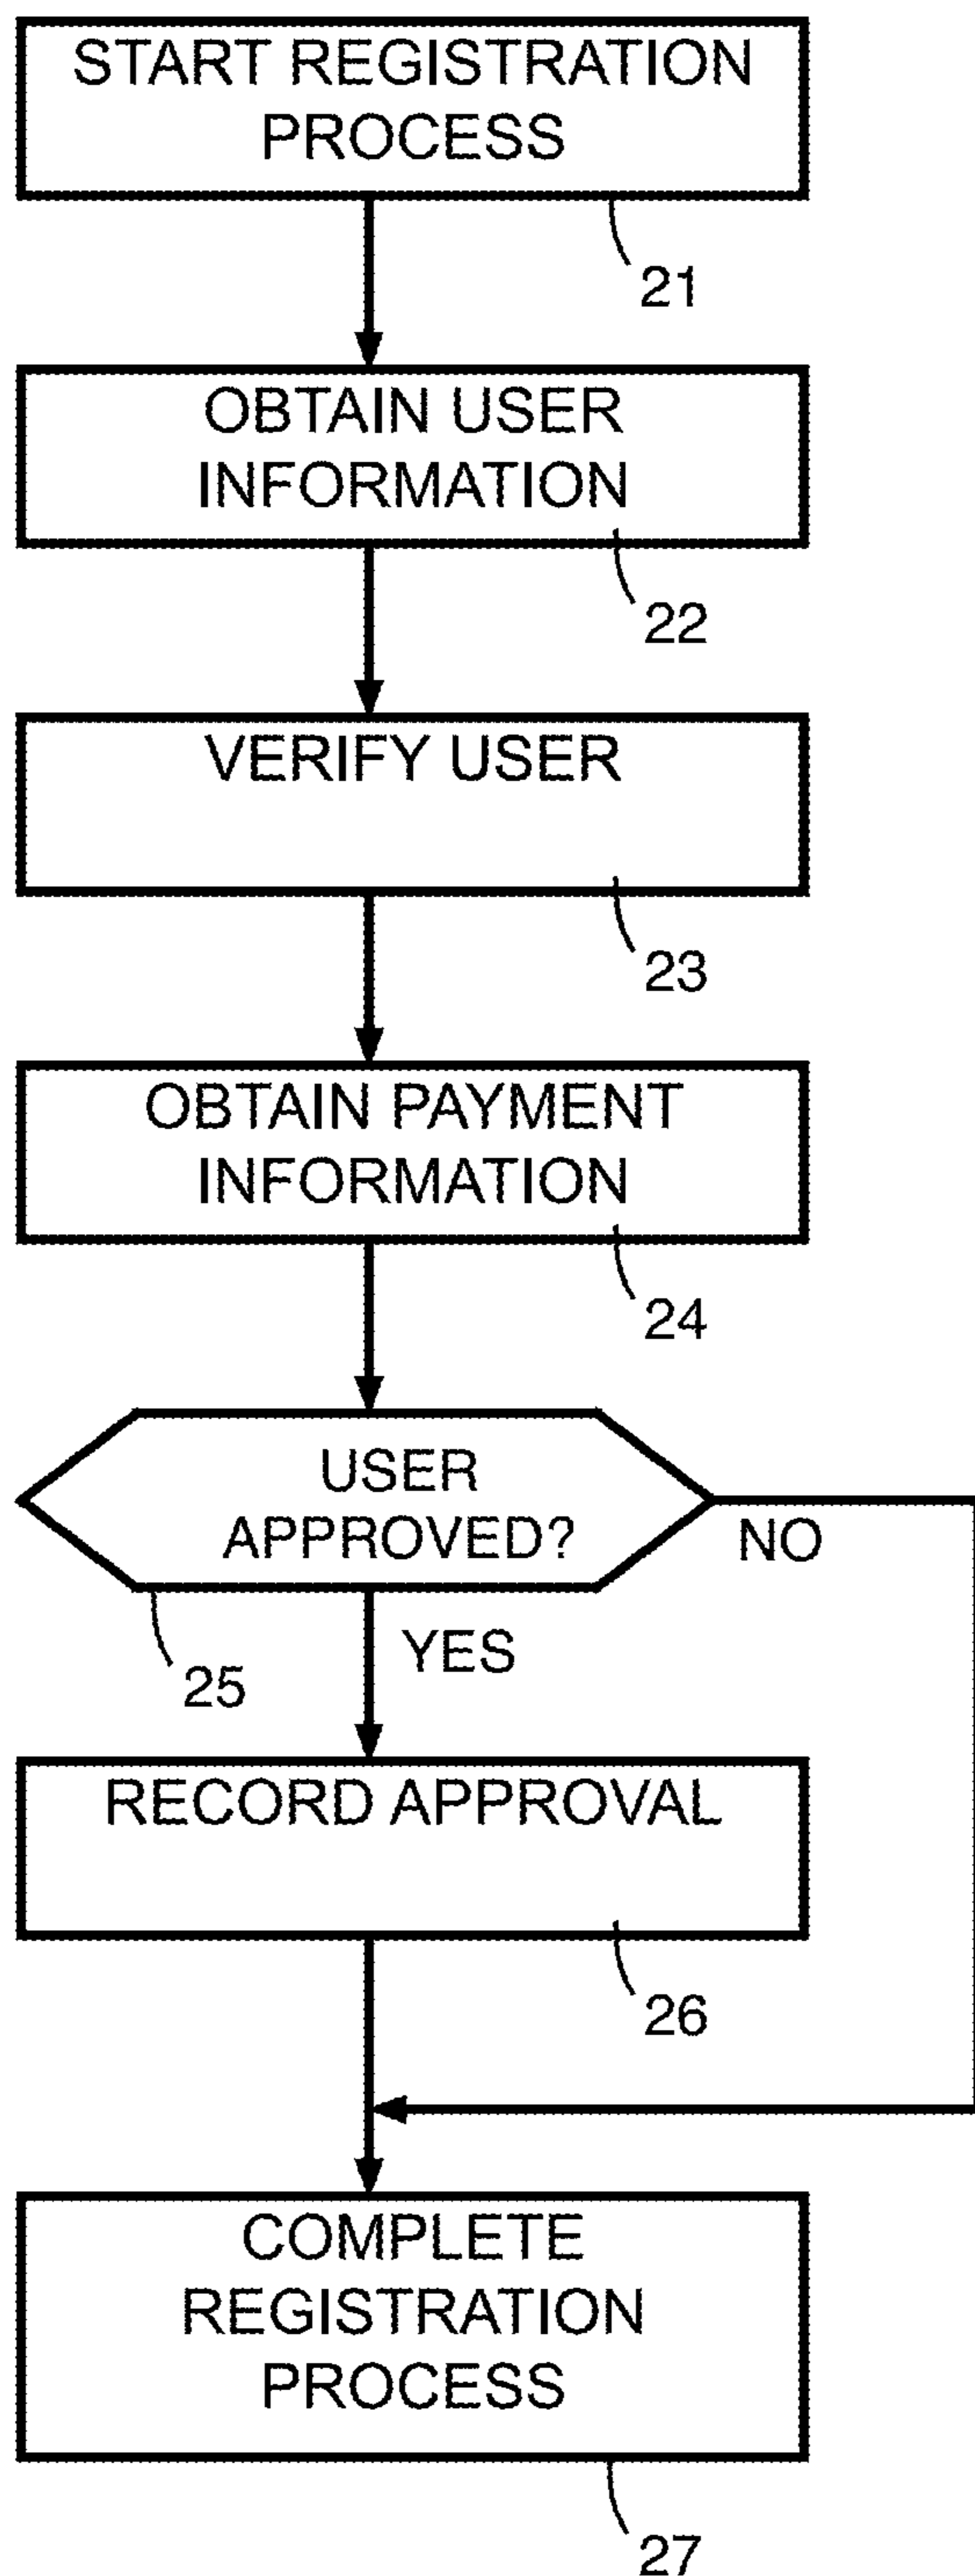 START REGISTRATION
PROCESS
21
OBTAIN USER
INFORMATION
22
VERIFY USER
23
OBTAIN PAYMENT
INFORMATION
24
USER
APPROVED?
NO
YES
25
RECORD APPROVAL
26
COMPLETE
REGISTRATION
PROCESS
27